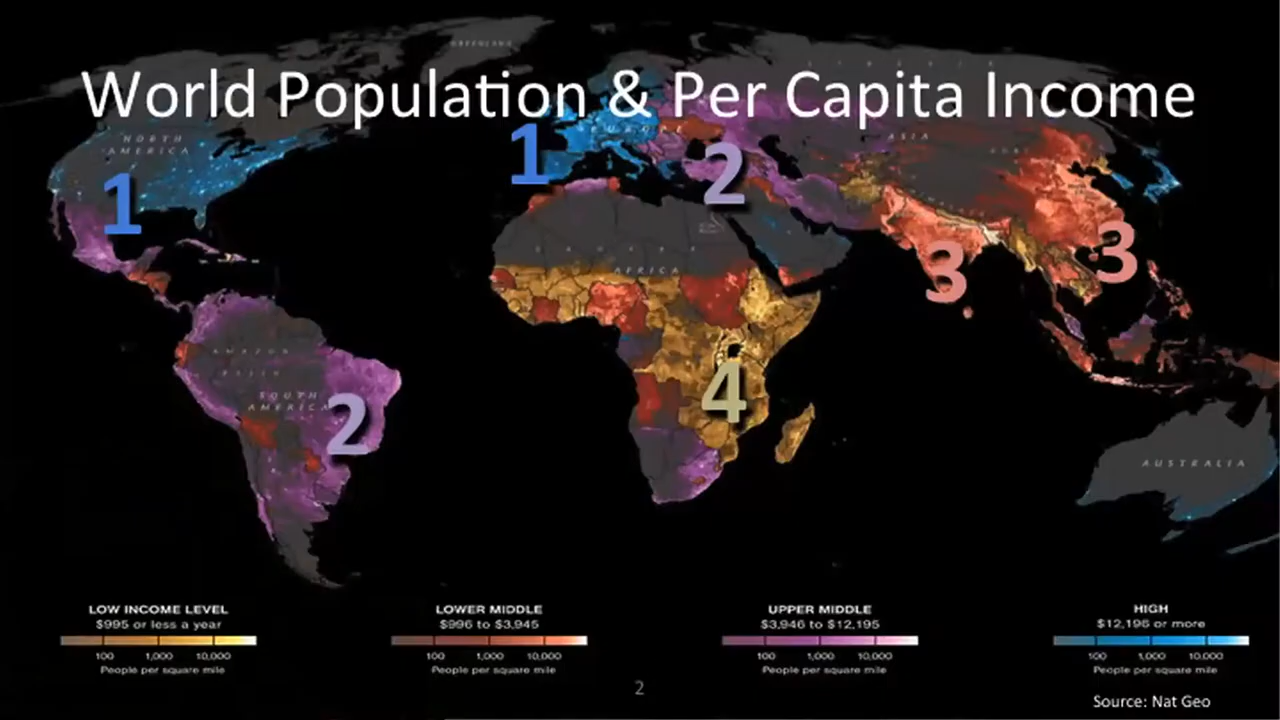 GREENLAND
World Population & Per Capita Income
NORTH
AMERICA
EUROPE
ASIA
1
1
2
3
3
AFRICA
AMAZON
BASIN
SOUTH
AMERICA
2
4
AUSTRALIA
LOW INCOME LEVEL
$995 or less a year
100 1,000 10,000
People per square mile
LOWER MIDDLE
$996 to $3,945
100 1,000 10,000
People per square mile
UPPER MIDDLE
$3,946 to $12,195
100 1,000 10,000
People per square mile
HIGH
$12,196 or more
100 1,000 10,000
People per square mile
2
Source: Nat Geo